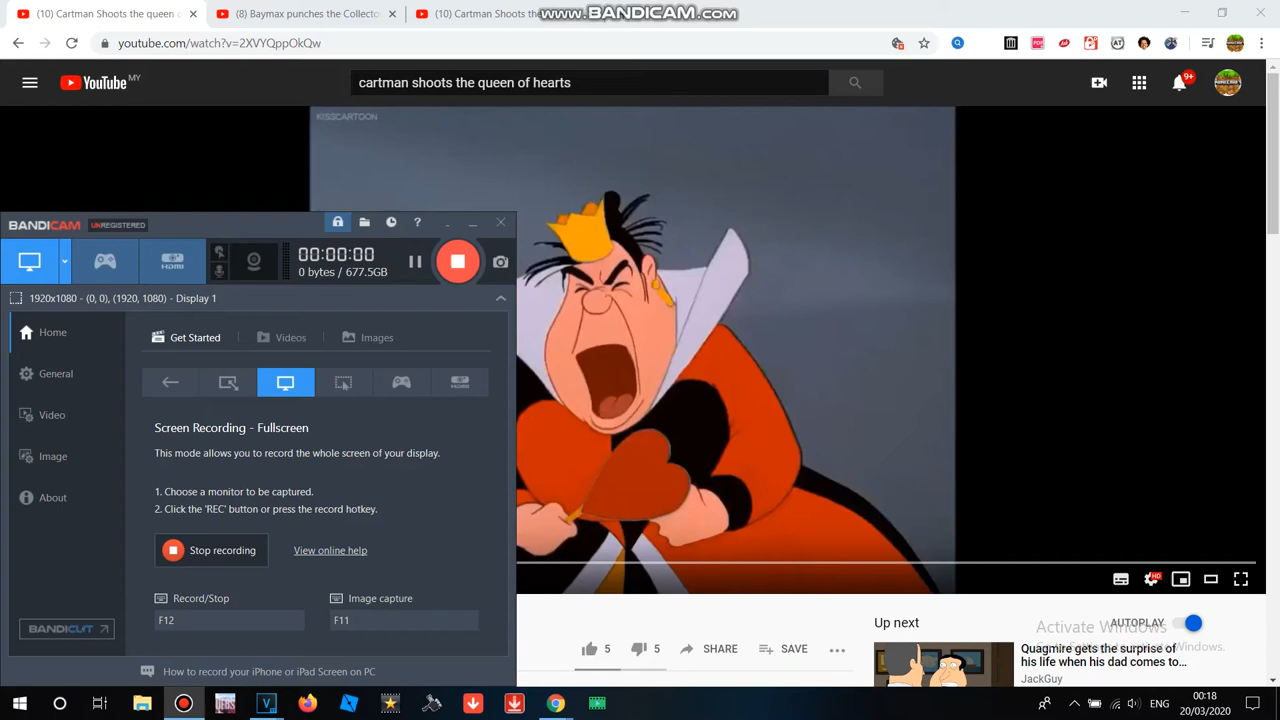 (10) Cartman Shoots the queen o
(8) Baymax punches the Collecto
(10) Cartman Shoots the
www.BANDICAM.com
youtube.com/watch?v=2XVYQppOkQw
YouTube MY
cartman shoots the queen of hearts
9+
KISSCARTOON
BANDICAM UNREGISTERED
00:00:00
0 bytes / 677.5GB
HDMI
1920x1080 - (0, 0), (1920, 1080) - Display 1
Home
Get Started
Videos
Images
General
Video
Image
About
HDMI
Screen Recording - Fullscreen
This mode allows you to record the whole screen of your display.
1. Choose a monitor to be captured.
2. Click the 'REC' button or press the record hotkey.
Stop recording
View online help
Record/Stop
Image capture
F12
F11
BANDICUT
How to record your iPhone or iPad Screen on PC
HD
5
5
SHARE
SAVE
Up next
AUTOPLAY
Activate Windows
Quagmire gets the surprise of
his life when his dad comes to...
JackGuy
ENG
00:18
20/03/2020